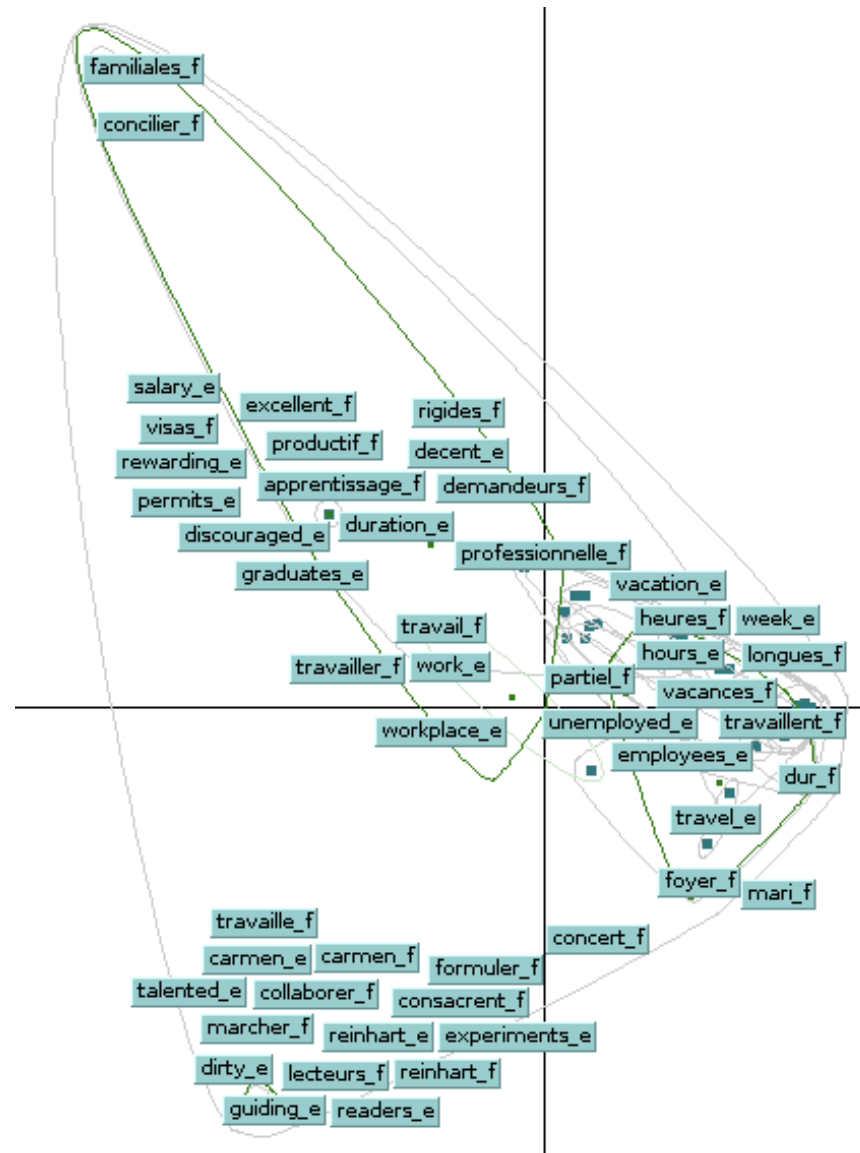 familiales_f
concilier_f
salary_e
excellent_f
rigides_f
visas_f
productif_f
decent_e
rewarding_e
apprentissage_f
demandeurs_f
permits_e
discouraged_e
duration_e
professionnelle_f
graduates_e
vacation_e
travail_f
heures_f
week_e
travailler_f
work_e
hours_e
longues_f
partiel_f
vacances_f
workplace_e
unemployed_e
travaillent_f
employees_e
dur_f
travel_e
foyer_f
mari_f
travaille_f
concert_f
carmen_e
carmen_f
formuler_f
talented_e
collaborer_f
consacrent_f
marcher_f
reinhart_e
experiments_e
dirty_e
lecteurs_f
reinhart_f
guiding_e
readers_e